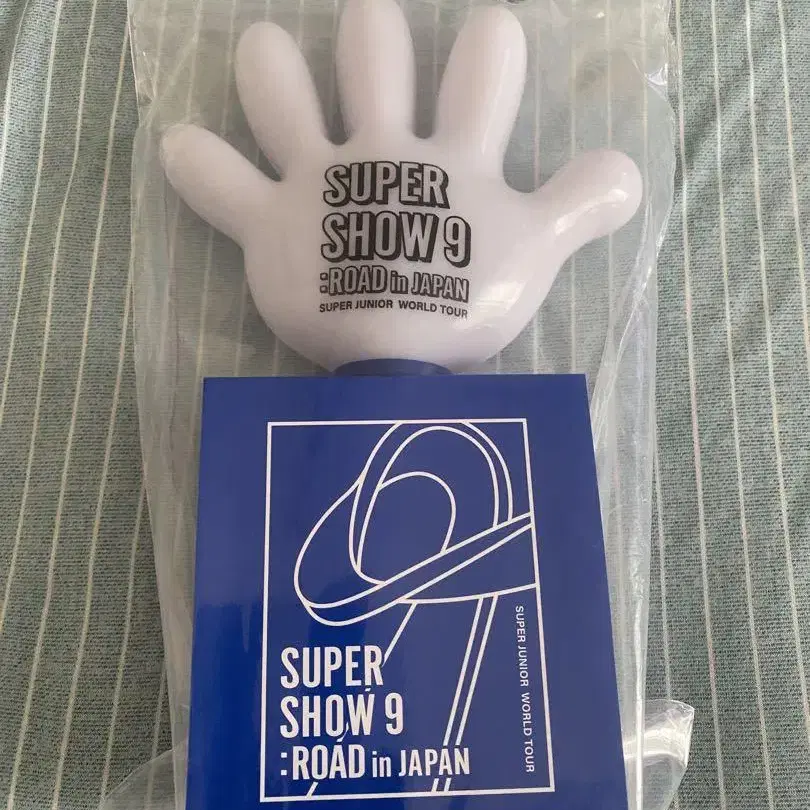 SUPER
SHOW 9
:ROAD in JAPAN
SUPER JUNIOR WORLD TOUR
SUPER
SHOW 9
:ROAD in JAPAN
SUPER JUNIOR WORLD TOUR